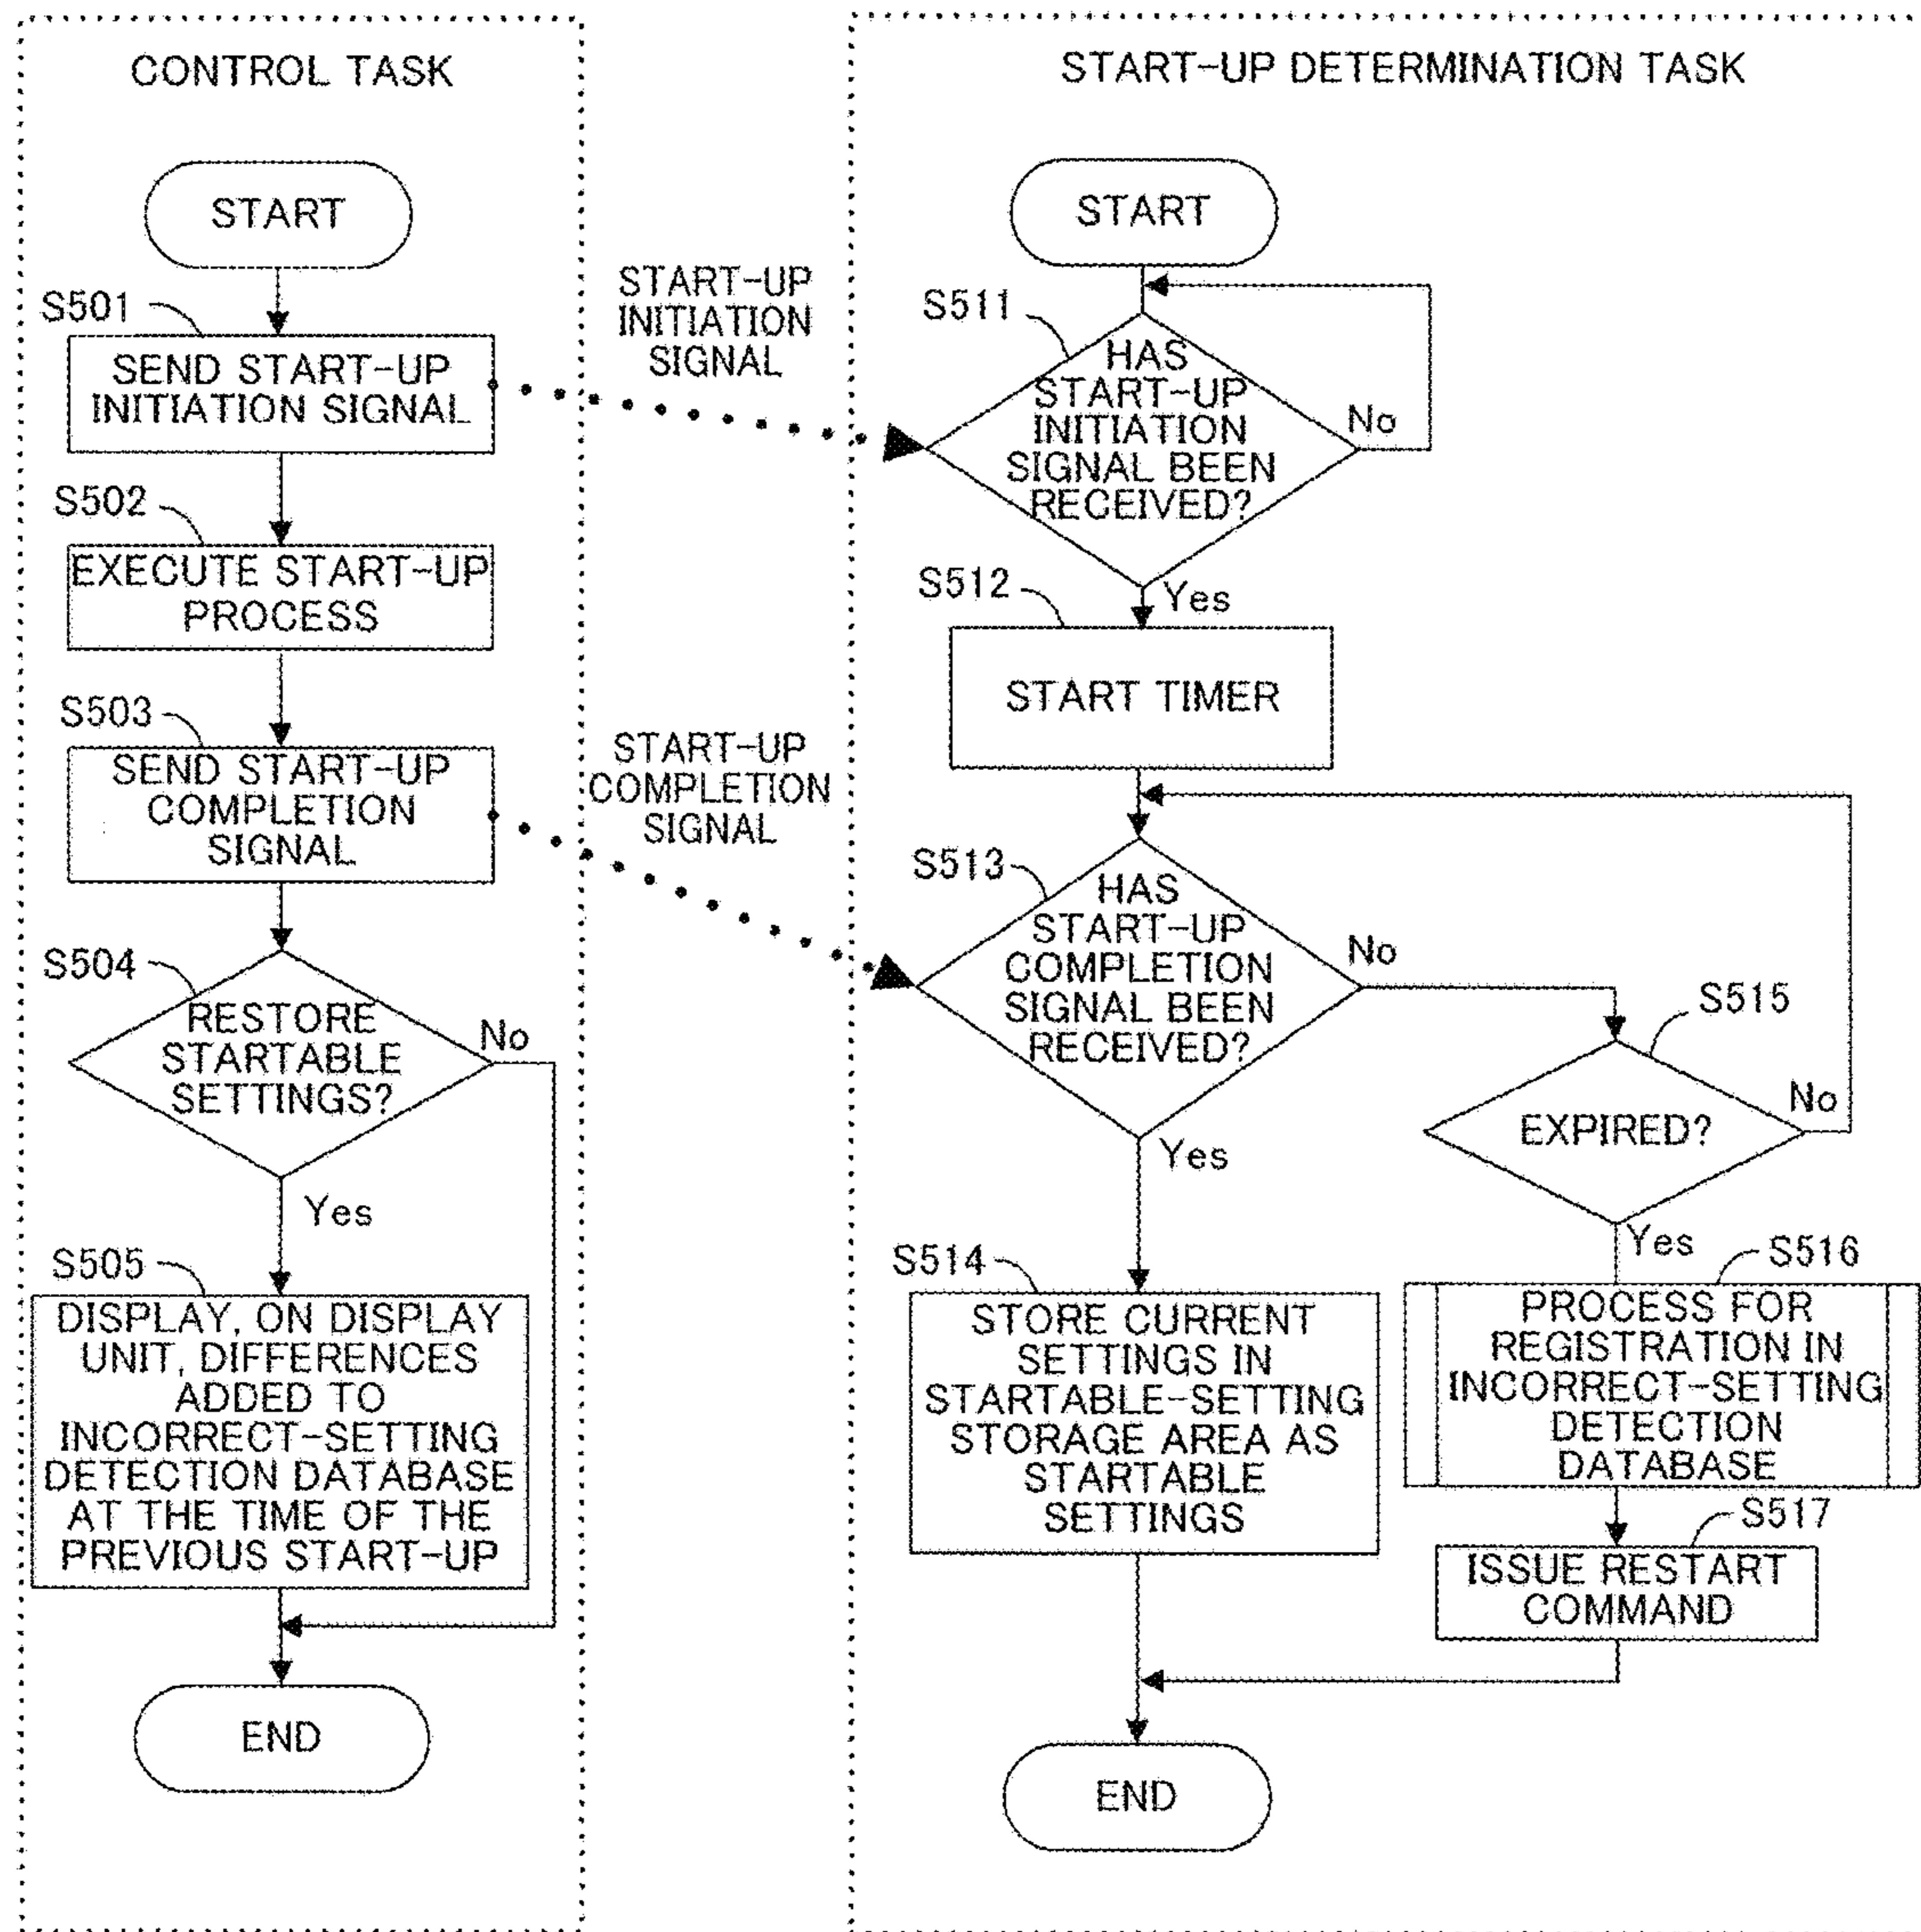 CONTROL TASK
START
S501
SEND START-UP
INITIATION SIGNAL
S502
EXECUTE START-UP
PROCESS
S503
SEND START-UP
COMPLETION
SIGNAL
S504
RESTORE
STARTABLE
SETTINGS?
No
Yes
S505
DISPLAY, ON DISPLAY
UNIT, DIFFERENCES
ADDED TO
INCORRECT-SETTING
DETECTION DATABASE
AT THE TIME OF THE
PREVIOUS START-UP
END
START-UP
INITIATION
SIGNAL
START-UP
COMPLETION
SIGNAL
START-UP DETERMINATION TASK
START
S511
HAS
START-UP
INITIATION
SIGNAL BEEN
RECEIVED?
No
Yes
S512
START TIMER
S513
HAS
START-UP
COMPLETION
SIGNAL BEEN
RECEIVED?
No
Yes
S515
EXPIRED?
No
Yes
S514
STORE CURRENT
SETTINGS IN
STARTABLE-SETTING
STORAGE AREA AS
STARTABLE
SETTINGS
S516
PROCESS FOR
REGISTRATION IN
INCORRECT-SETTING
DETECTION
DATABASE
S517
ISSUE RESTART
COMMAND
END